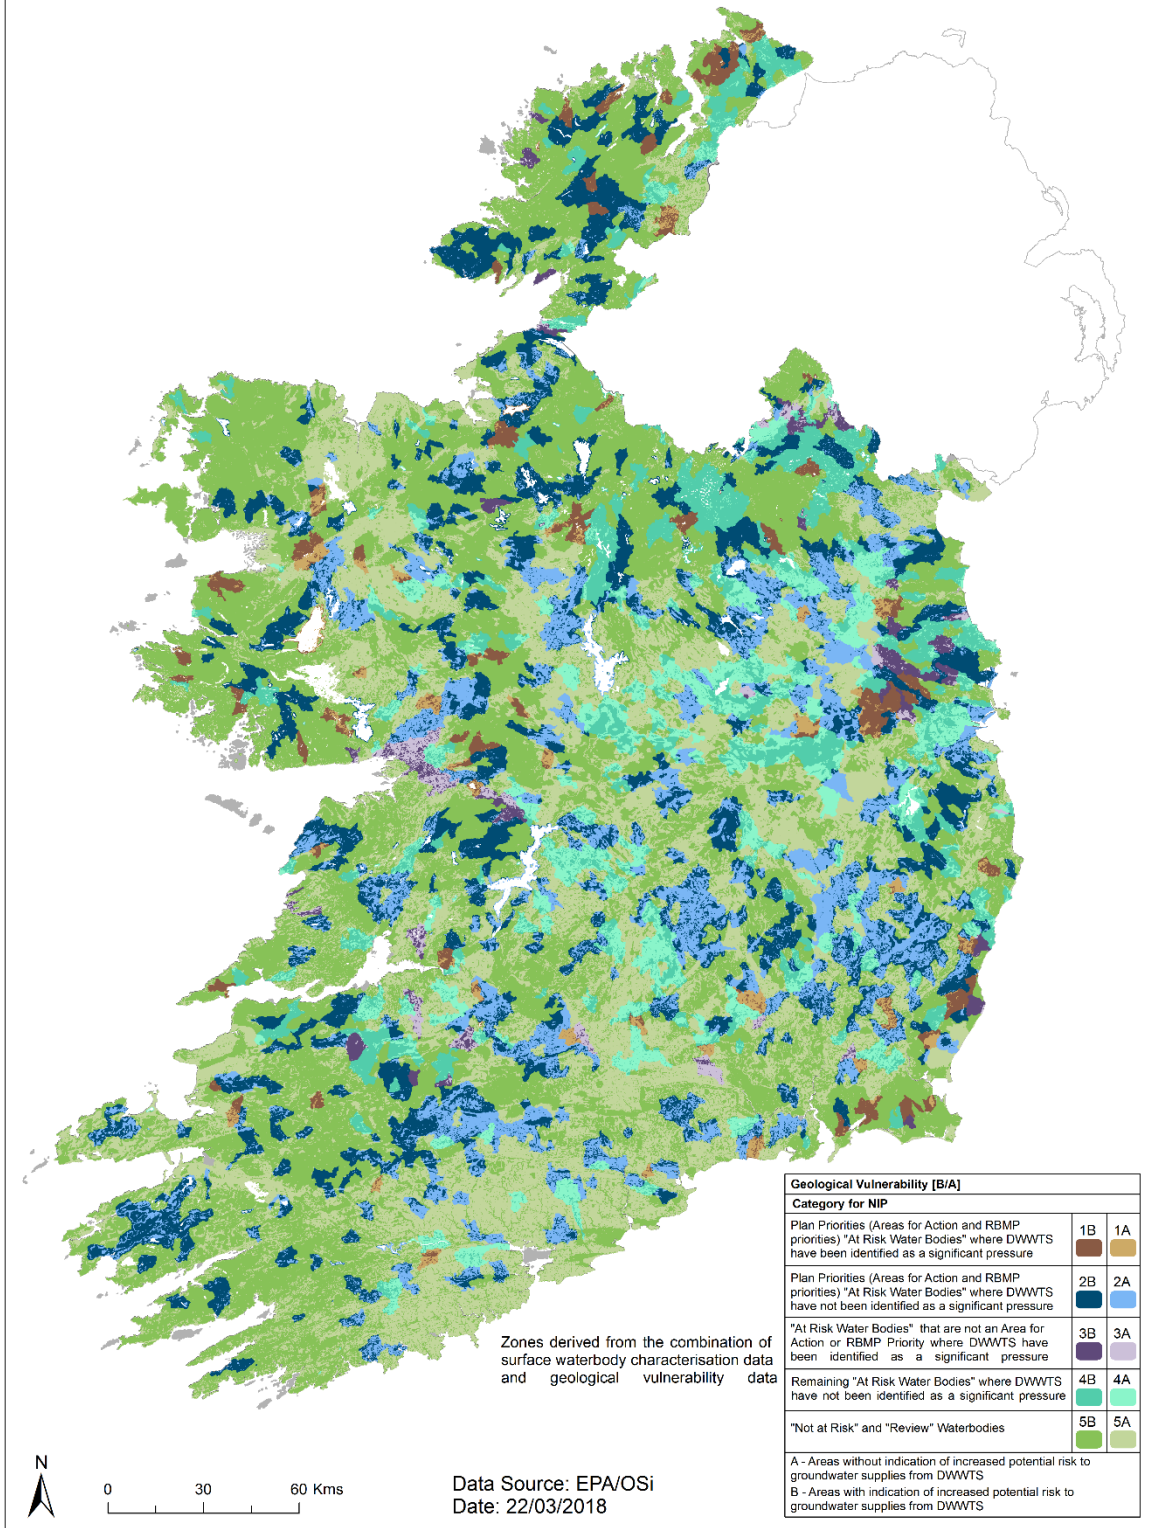 Geological Vulnerability [B/A]
Category for NIP
Plan Priorities (Areas for Action and RBMP
priorities) "At Risk Water Bodies" where DWWTS
have been identified as a significant pressure
1B 1A
Plan Priorities (Areas for Action and RBMP
priorities) "At Risk Water Bodies" where DWWTS
have not been identified as a significant pressure
2B 2A
"At Risk Water Bodies" that are not an Area for
Action or RBMP Priority where DWWTS have
been identified as a significant pressure
3B 3A
Remaining "At Risk Water Bodies" where DWWTS
have not been identified as a significant pressure
4B 4A
"Not at Risk" and "Review" Waterbodies
5B 5A
A - Areas without indication of increased potential risk to
groundwater supplies from DWWTS
B - Areas with indication of increased potential risk to
groundwater supplies from DWWTS
Zones derived from the combination of
surface waterbody characterisation data
and geological vulnerability data
N
0 30 60 Kms
Data Source: EPA/OSi
Date: 22/03/2018